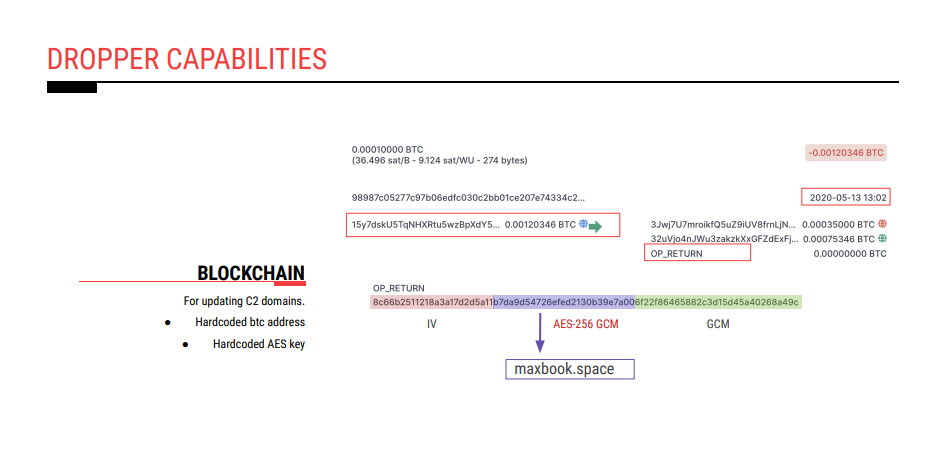 DROPPER CAPABILITIES
0.00010000 BTC
(36.496 sat/B - 9.124 sat/WU - 274 bytes)
-0.00120346 BTC
98987c05277c97b06edfc030c2bb01ce207e74334c2...
2020-05-13 13:02
15y7dskU5TqNHXRtu5wzBpXdY5... 0.00120346 BTC
3Jwj7U7mroikfQ5uZ9iUV8frnLjN... 0.00035000 BTC
32uVjo4nJWu3zakzkXxGFZdExFj... 0.00075346 BTC
OP_RETURN 0.00000000 BTC
BLOCKCHAIN
For updating C2 domains.
● Hardcoded btc address
● Hardcoded AES key
OP_RETURN
8c66b2511218a3a17d2d5a11b7da9d54726efed2130b39e7a006f22f86465882c3d15d45a40268a49c
IV AES-256 GCM GCM
maxbook.space